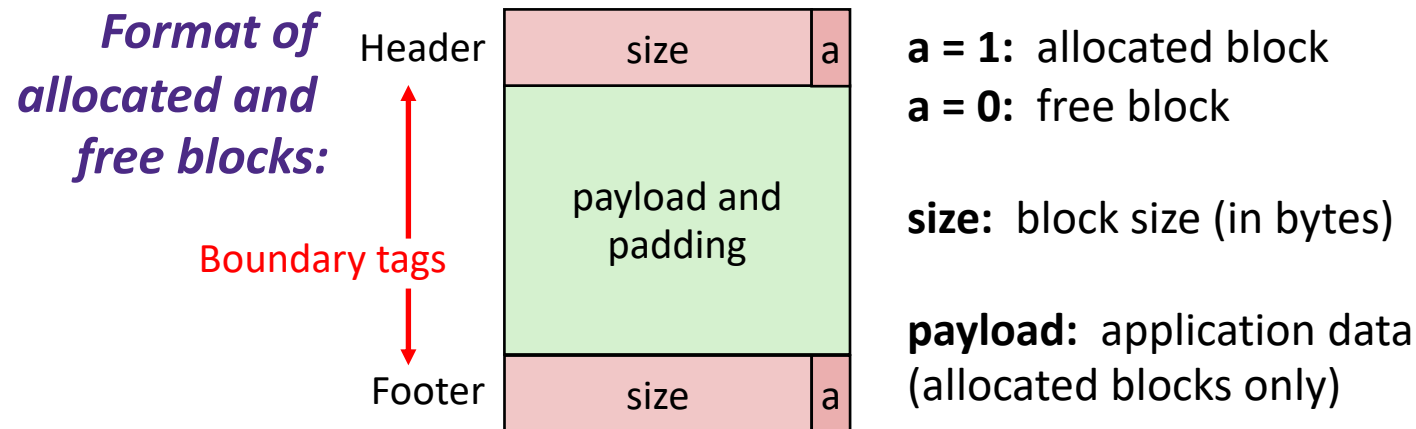 Format of
allocated and
free blocks:
Header
Boundary tags
Footer
size a
payload and
padding
size a
a = 1: allocated block
a = 0: free block
size: block size (in bytes)
payload: application data
(allocated blocks only)